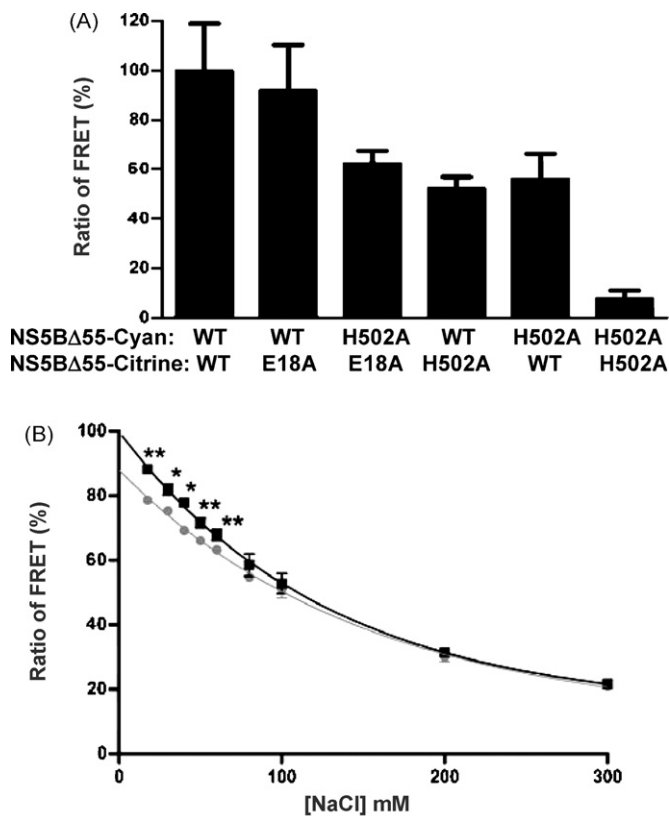 (A)
Ratio of FRET (%)
120
100
80
60
40
20
0
NS5BΔ55-Cyan: WT WT H502A WT H502A H502A
NS5BΔ55-Citrine: WT E18A E18A H502A WT H502A
(B)
Ratio of FRET (%)
100
80
60
40
20
0
** * * ** **
0 100 200 300
[NaCl] mM